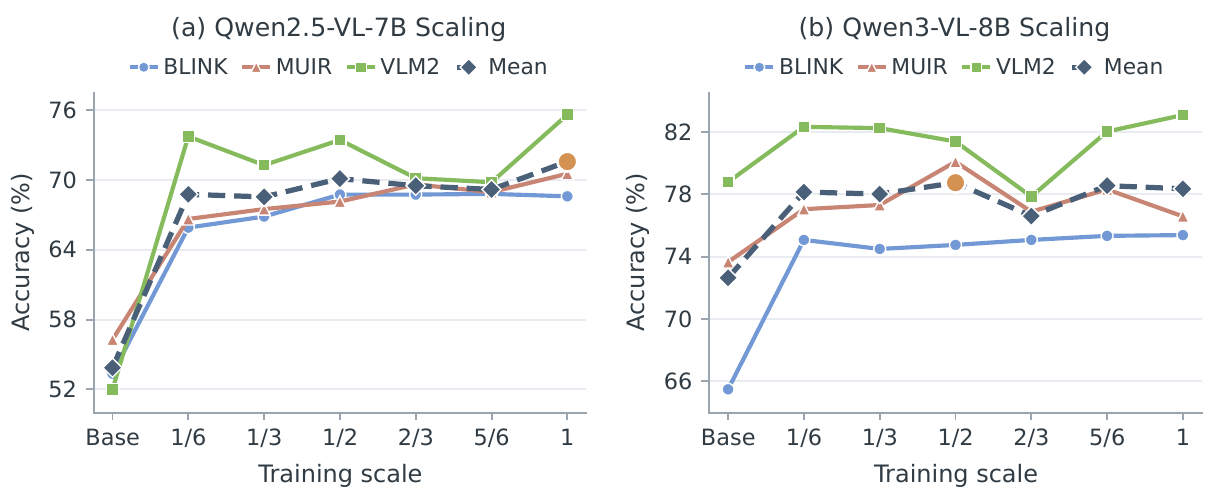 (a) Qwen2.5-VL-7B Scaling
BLINK MUIR VLM2 Mean
76
70
64
58
52
Accuracy (%)
Base 1/6 1/3 1/2 2/3 5/6 1
Training scale
(b) Qwen3-VL-8B Scaling
BLINK MUIR VLM2 Mean
82
78
74
70
66
Accuracy (%)
Base 1/6 1/3 1/2 2/3 5/6 1
Training scale